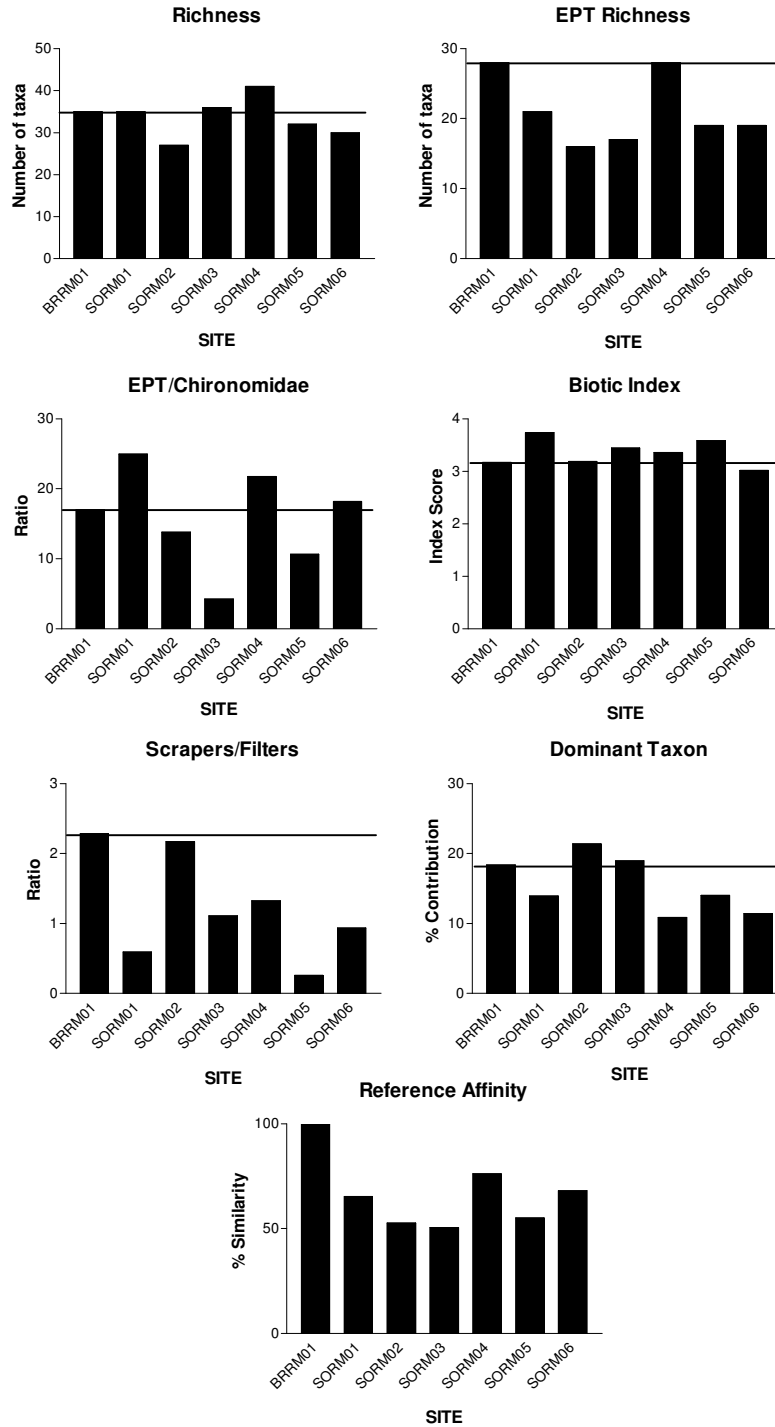 Richness
Number of taxa
50
40
30
20
10
0
BRRM01
SORM01
SORM02
SORM03
SORM04
SORM05
SORM06
SITE
EPT Richness
Number of taxa
30
20
10
0
BRRM01
SORM01
SORM02
SORM03
SORM04
SORM05
SORM06
SITE
EPT/Chironomidae
Ratio
30
20
10
0
BRRM01
SORM01
SORM02
SORM03
SORM04
SORM05
SORM06
SITE
Biotic Index
Index Score
4
3
2
1
0
BRRM01
SORM01
SORM02
SORM03
SORM04
SORM05
SORM06
SITE
Scrapers/Filters
Ratio
3
2
1
0
BRRM01
SORM01
SORM02
SORM03
SORM04
SORM05
SORM06
SITE
Dominant Taxon
% Contribution
30
20
10
0
BRRM01
SORM01
SORM02
SORM03
SORM04
SORM05
SORM06
SITE
Reference Affinity
% Similarity
100
50
0
BRRM01
SORM01
SORM02
SORM03
SORM04
SORM05
SORM06
SITE